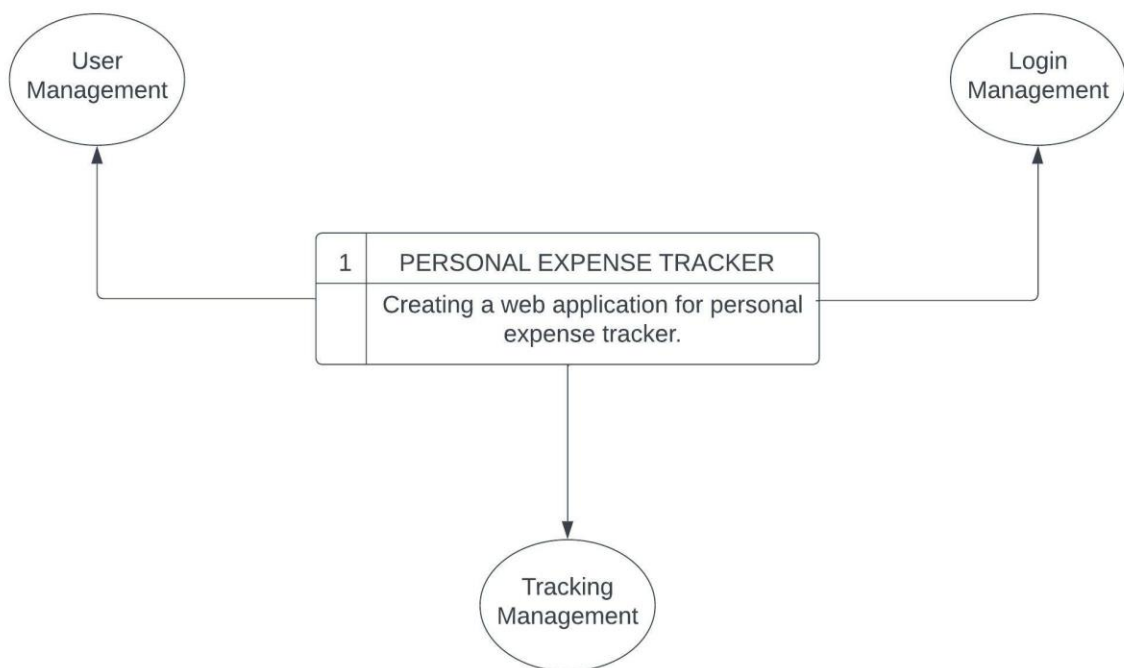 User
Management
Login
Management
1 PERSONAL EXPENSE TRACKER
Creating a web application for personal
expense tracker.
Tracking
Management